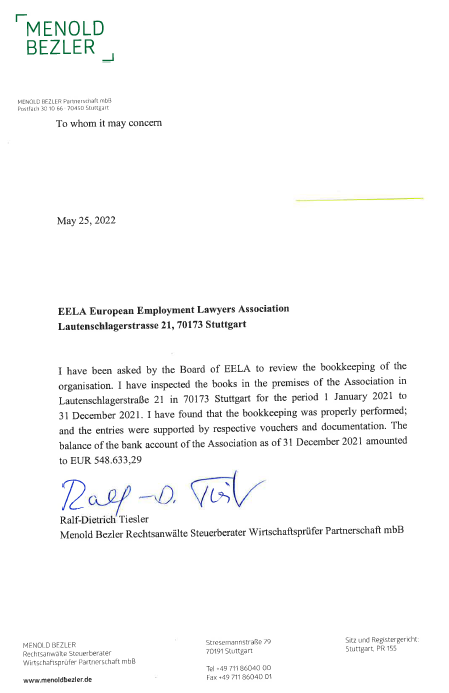 MENOLD
BEZLER
MENOLD BEZLER Partnerschaft mbB
Postfach 30 10 66 · 70450 Stuttgart
To whom it may concern
May 25, 2022
EELA European Employment Lawyers Association
Lautenschlagerstrasse 21, 70173 Stuttgart
I have been asked by the Board of EELA to review the bookkeeping of the
organisation. I have inspected the books in the premises of the Association in
Lautenschlagerstraße 21 in 70173 Stuttgart for the period 1 January 2021 to
31 December 2021. I have found that the bookkeeping was properly performed;
and the entries were supported by respective vouchers and documentation. The
balance of the bank account of the Association as of 31 December 2021 amounted
to EUR 548.633,29
Ralf-D. Tiesler
Ralf-Dietrich Tiesler
Menold Bezler Rechtsanwälte Steuerberater Wirtschaftsprüfer Partnerschaft mbB
MENOLD BEZLER
Rechtsanwälte Steuerberater
Wirtschaftsprüfer Partnerschaft mbB
www.menoldbezler.de
Stresemannstraße 79
70191 Stuttgart
Tel +49 711 86040 00
Fax +49 711 86040 01
Sitz und Registergericht:
Stuttgart, PR 155